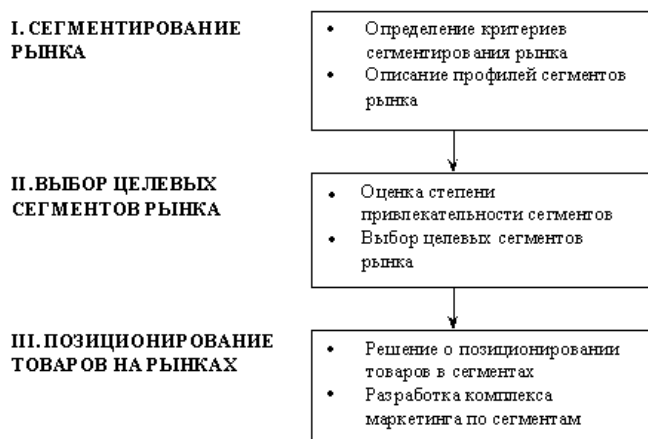 I. СЕГМЕНТИРОВАНИЕ
РЫНКА
• Определение критериев
сегментирования рынка
• Описание профилей сегментов
рынка
II. ВЫБОР ЦЕЛЕВЫХ
СЕГМЕНТОВ РЫНКА
• Оценка степени
привлекательности сегментов
• Выбор целевых сегментов
рынка
III. ПОЗИЦИОНИРОВАНИЕ
ТОВАРОВ НА РЫНКАХ
• Решение о позиционировании
товаров в сегментах
• Разработка комплекса
маркетинга по сегментам